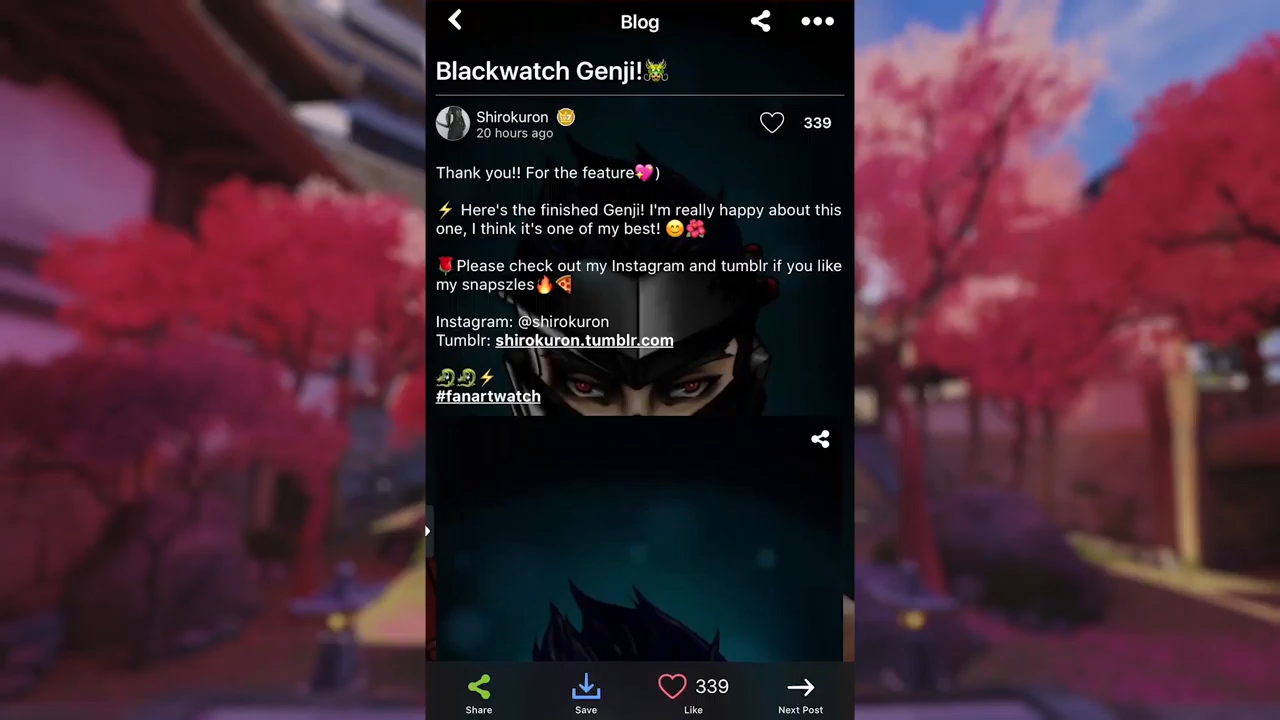 Blog
Blackwatch Genji!🐲
Shirokuron
20 hours ago
339
Thank you!! For the feature💖)
⚡ Here's the finished Genji! I'm really happy about this
one, I think it's one of my best! 😊🌺
🌹Please check out my Instagram and tumblr if you like
my snapszles🔥🍕
Instagram: @shirokuron
Tumblr: shirokuron.tumblr.com
🐉🐉⚡
#fanartwatch
339
Share Save Like Next Post